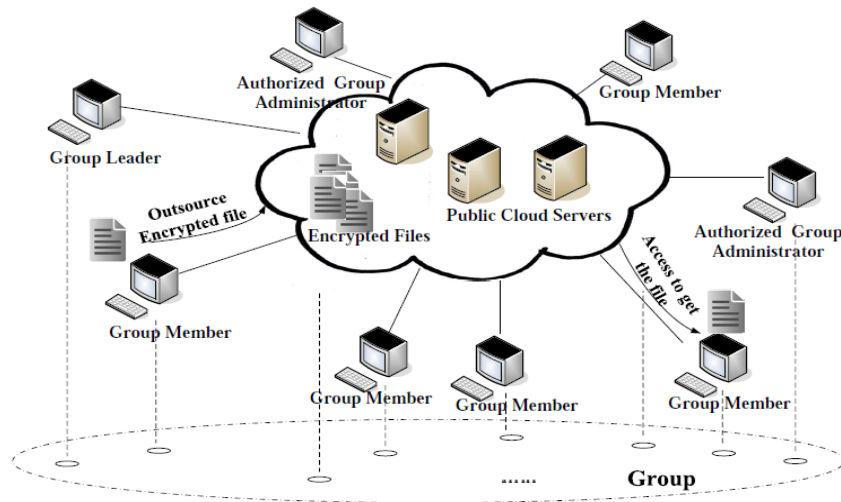 Authorized Group
Administrator
Group Member
Group Leader
Outsource
Encrypted file
Public Cloud Servers
Encrypted Files
Authorized Group
Administrator
Access to get
the file
Group Member
Group Member
Group Member
Group Member
......
Group